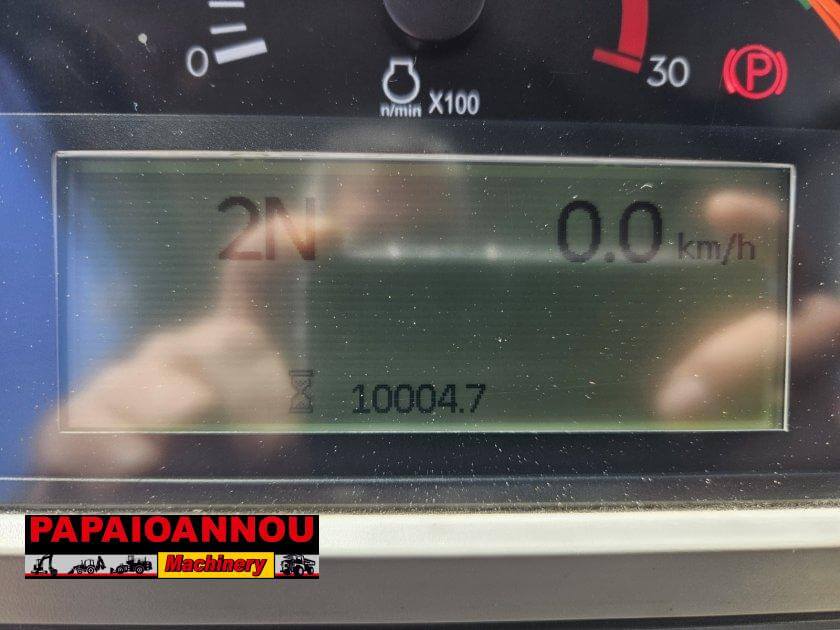 0
30
P
n/min X100
2N 0.0 km/h
10004.7
PAPAIOANNOU
Machinery